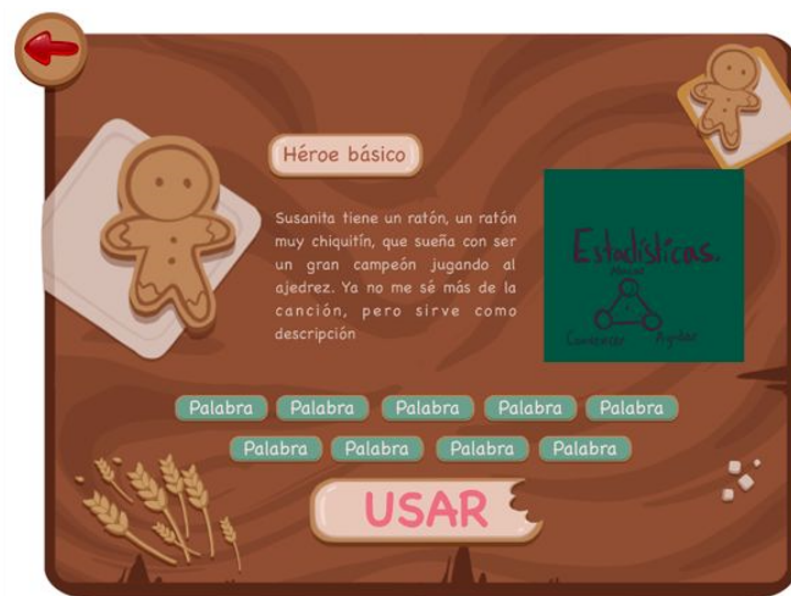 Héroe básico
Susanita tiene un ratón, un ratón
muy chiquitín, que sueña con ser
un gran campeón jugando al
ajedrez. Ya no me sé más de la
canción, pero sirve como
descripción
Estadísticas.
Atacar
Convencer Ayudar
Palabra Palabra Palabra Palabra Palabra
Palabra Palabra Palabra Palabra
USAR